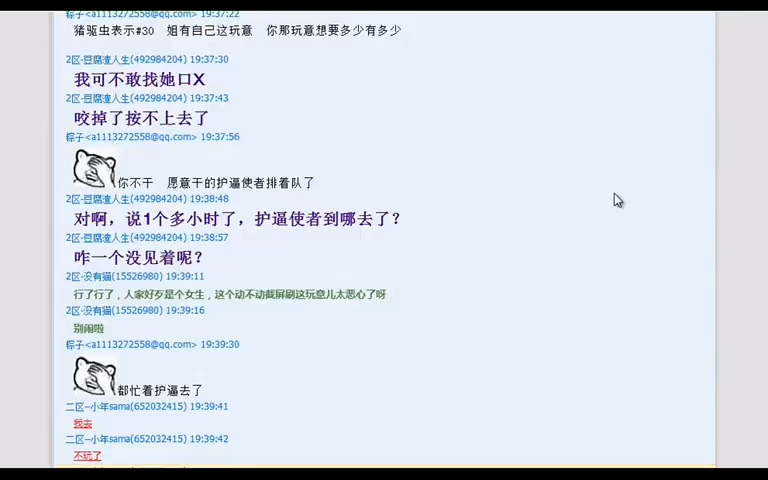 粽子<a1113272558@qq.com> 19:37:22
猪驱虫表示#30 姐有自己这玩意 你那玩意想要多少有多少
2区-豆腐渣人生(492984204) 19:37:30
我可不敢找她口X
2区-豆腐渣人生(492984204) 19:37:43
咬掉了按不上去了
粽子<a1113272558@qq.com> 19:37:56
你不干 愿意干的护逼使者排着队了
2区-豆腐渣人生(492984204) 19:38:48
对啊，说1个多小时了，护逼使者到哪去了？
2区-豆腐渣人生(492984204) 19:38:57
咋一个没见着呢？
2区-没有猫(15526980) 19:39:11
行了行了，人家好歹是个女生，这个动不动截屏刷这玩意儿太恶心了呀
2区-没有猫(15526980) 19:39:16
别闹啦
粽子<a1113272558@qq.com> 19:39:30
都忙着护逼去了
二区--小年sama(652032415) 19:39:41
我去
二区--小年sama(652032415) 19:39:42
不玩了